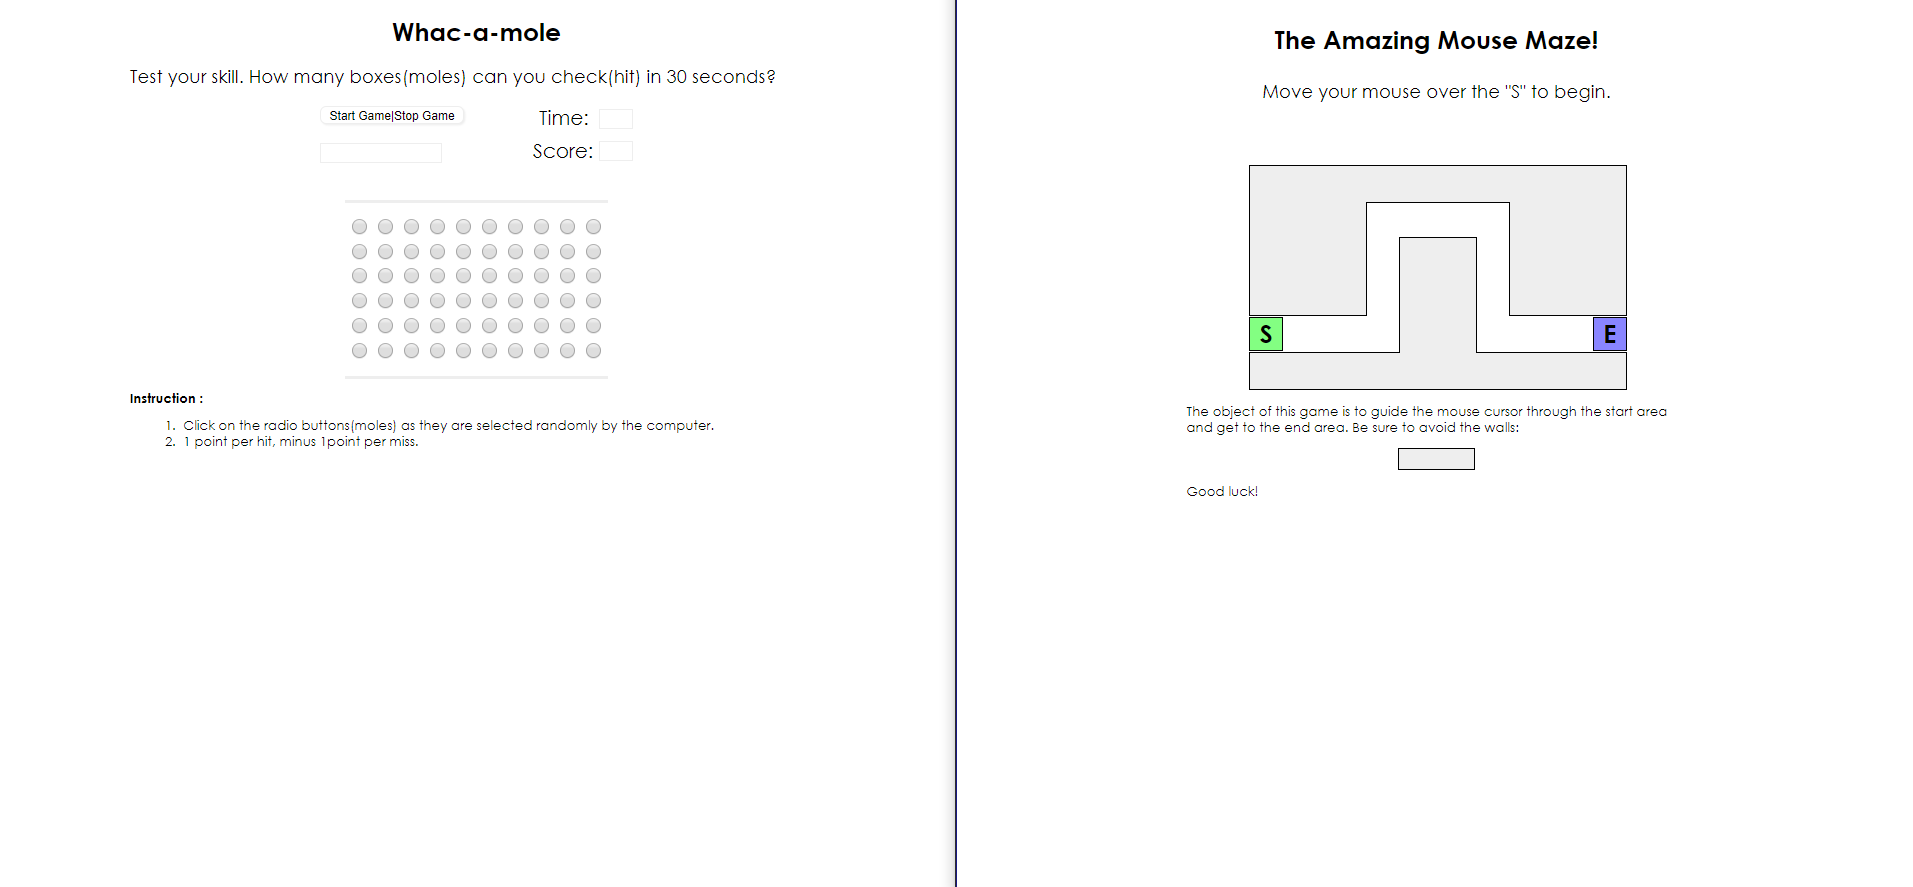 Whac-a-mole
Test your skill. How many boxes(moles) can you check(hit) in 30 seconds?
Start Game|Stop Game
Time:
Score:
Instruction :
1. Click on the radio buttons(moles) as they are selected randomly by the computer.
2. 1 point per hit, minus 1point per miss.
The Amazing Mouse Maze!
Move your mouse over the "S" to begin.
S
E
The object of this game is to guide the mouse cursor through the start area
and get to the end area. Be sure to avoid the walls:
Good luck!